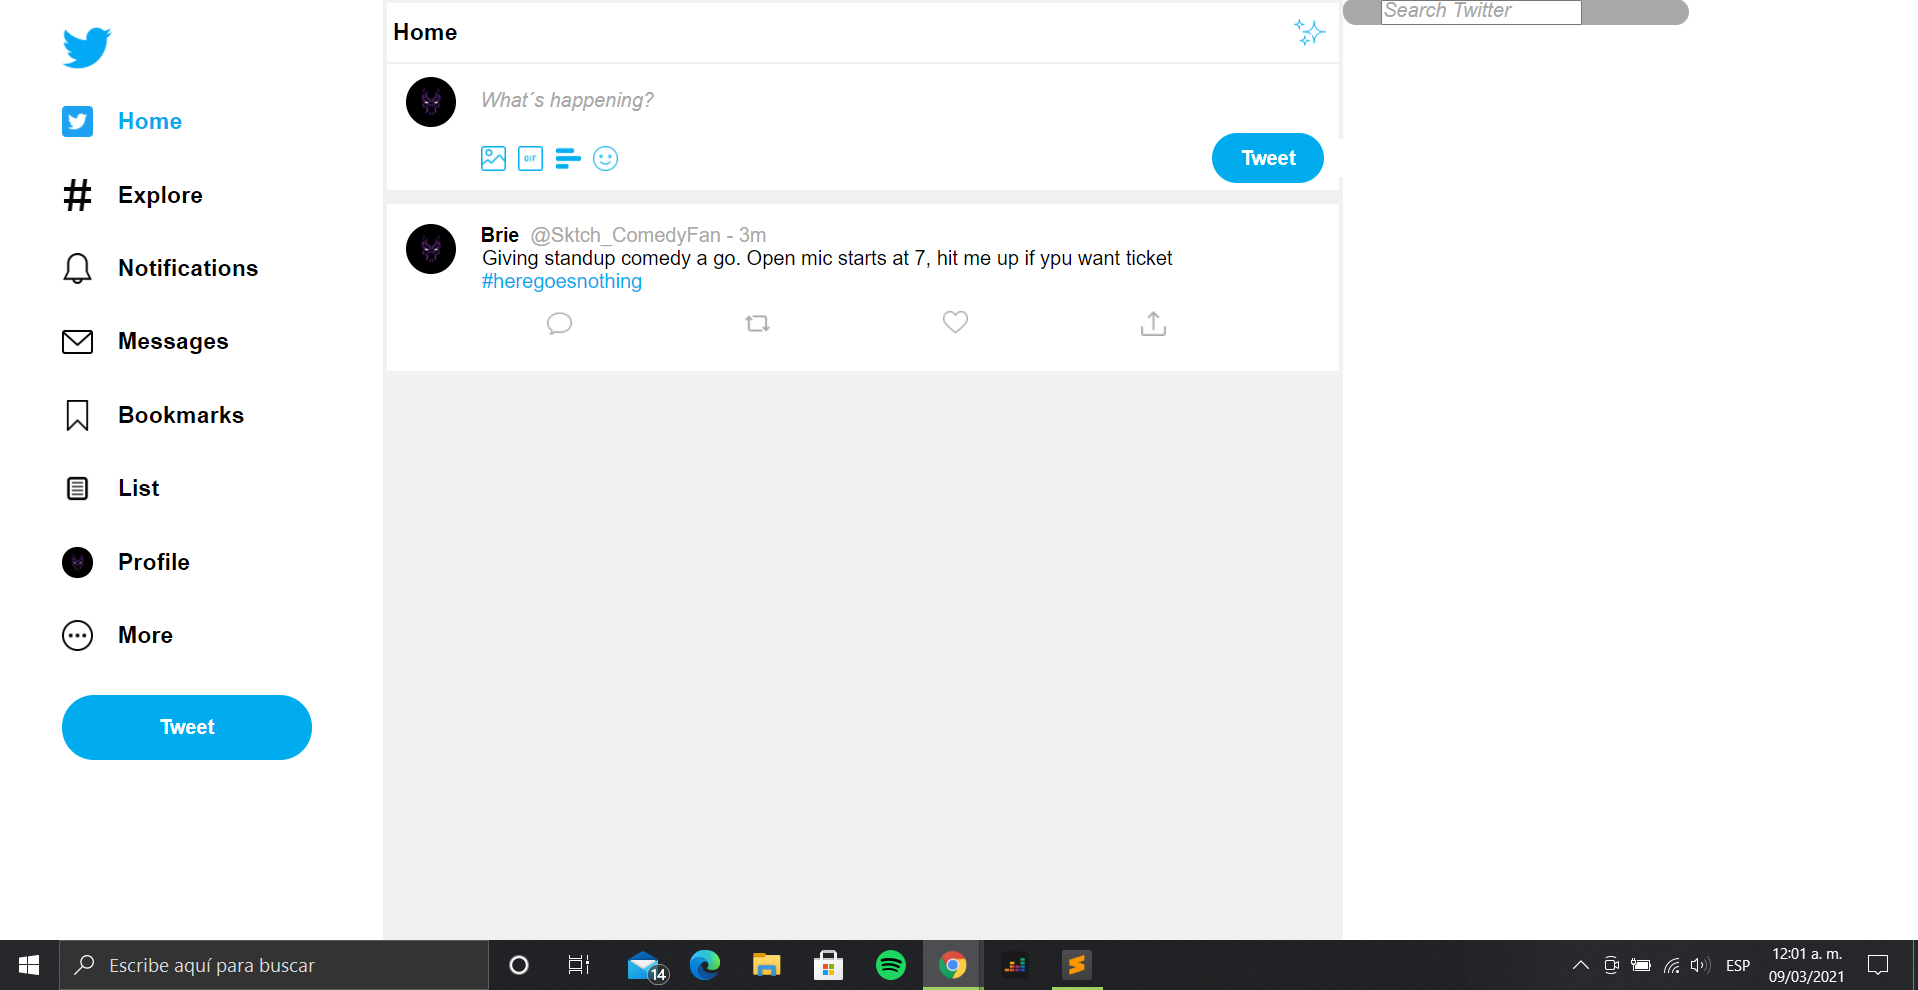 Home
Explore
Notifications
Messages
Bookmarks
List
Profile
More
Tweet
Home
What´s happening?
GIF
Tweet
Brie @Sktch_ComedyFan - 3m
Giving standup comedy a go. Open mic starts at 7, hit me up if ypu want ticket
#heregoesnothing
Search Twitter
Escribe aquí para buscar
14
ESP
12:01 a. m.
09/03/2021